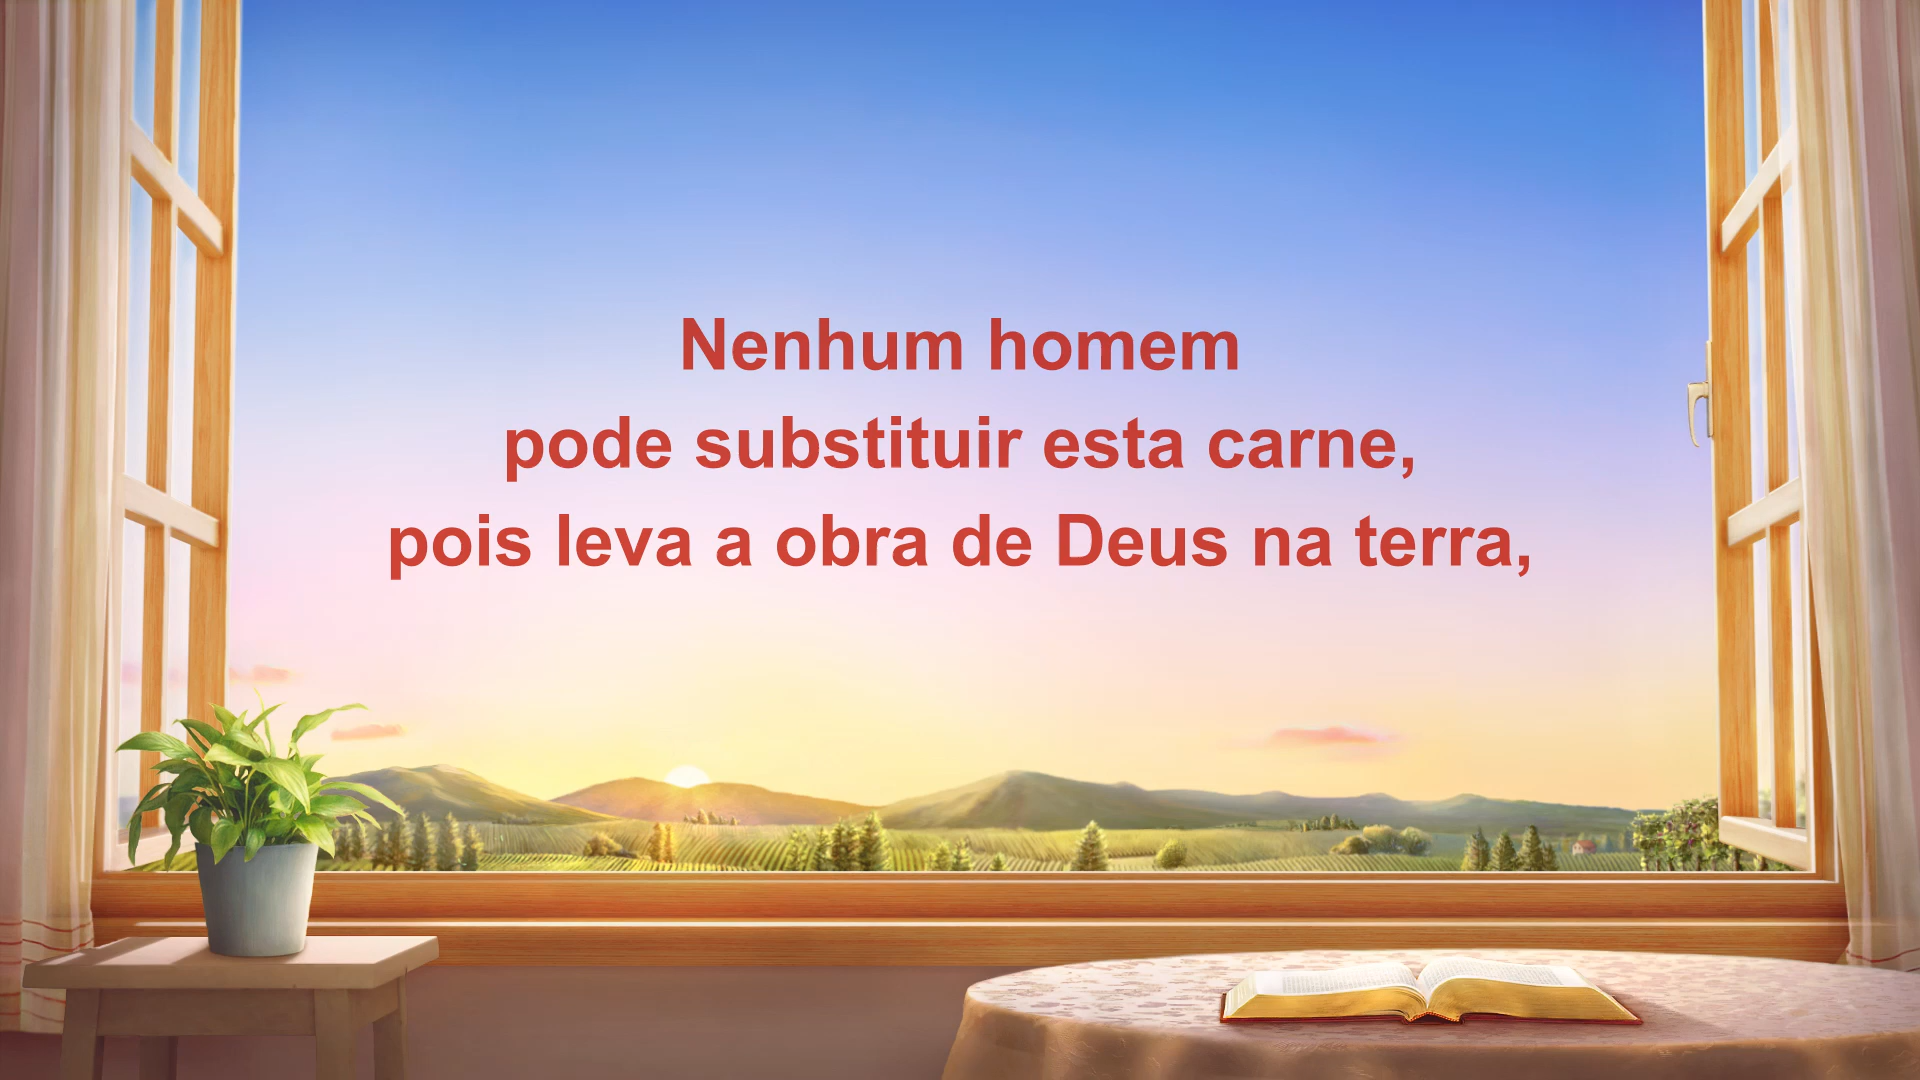 Nenhum homem
pode substituir esta carne,
pois leva a obra de Deus na terra,